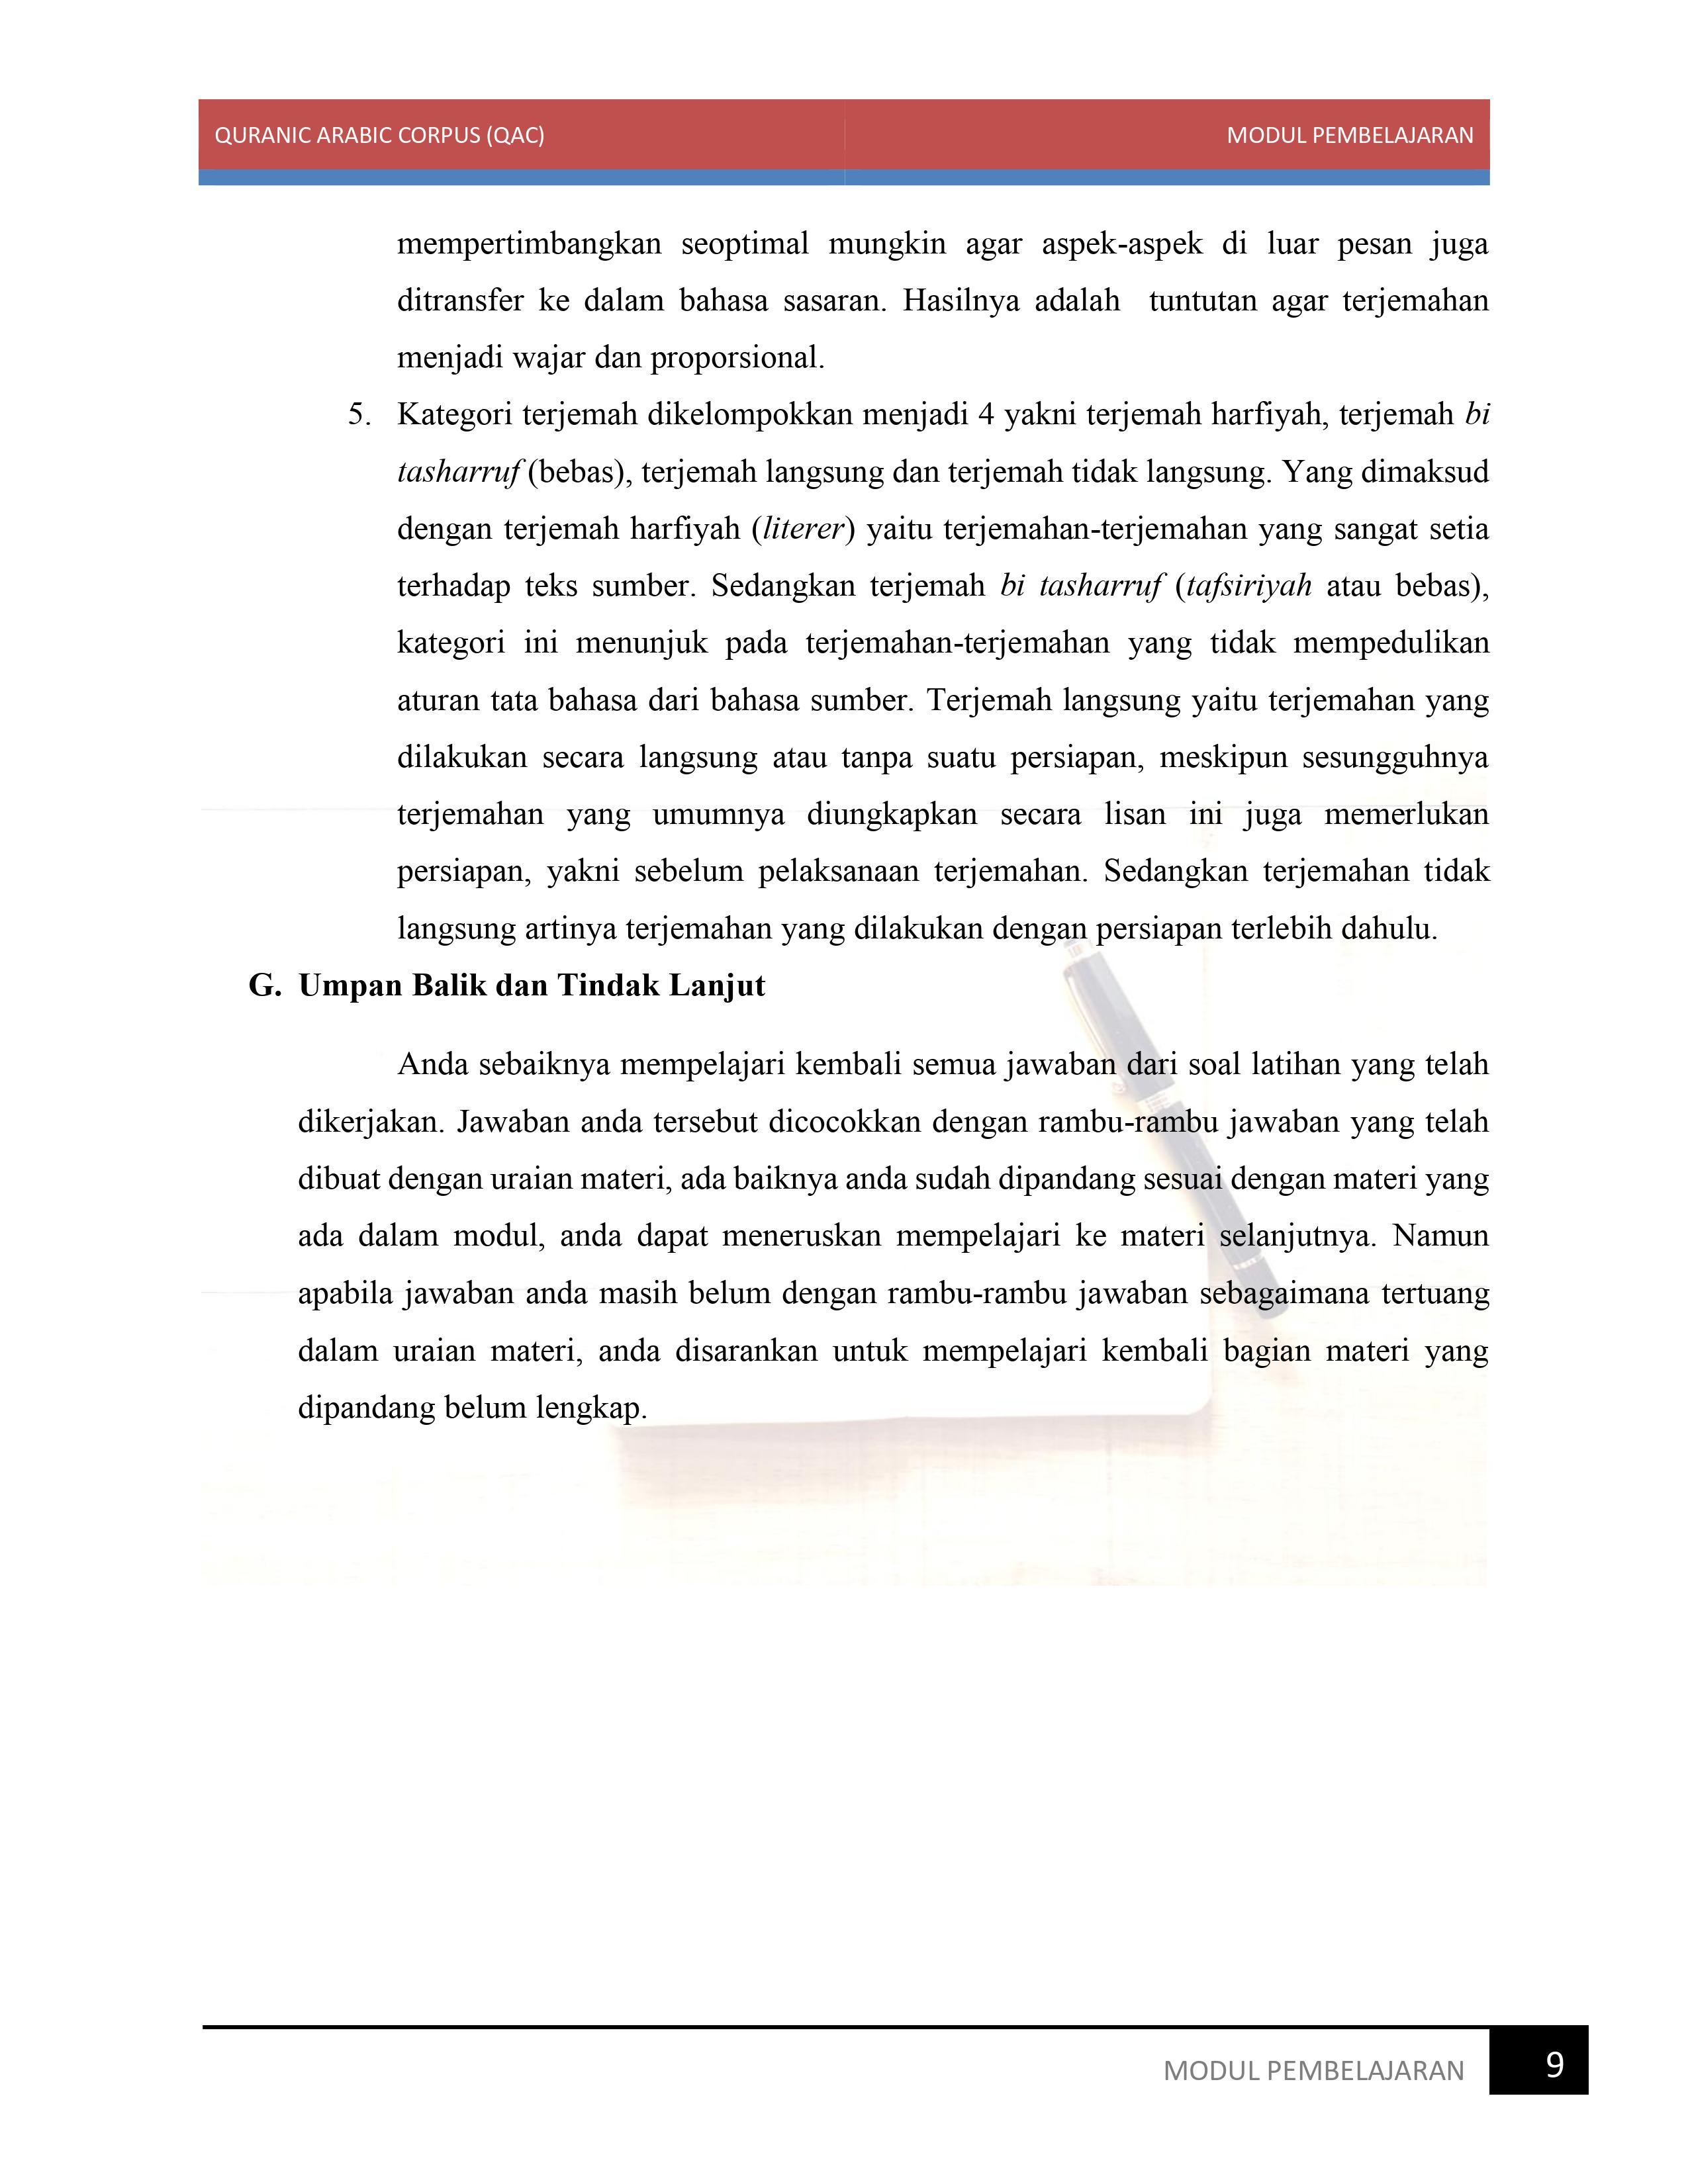 QURANIC ARABIC CORPUS (QAC) MODUL PEMBELAJARAN
mempertimbangkan seoptimal mungkin agar aspek-aspek di luar pesan juga
ditransfer ke dalam bahasa sasaran. Hasilnya adalah tuntutan agar terjemahan
menjadi wajar dan proporsional.
5. Kategori terjemah dikelompokkan menjadi 4 yakni terjemah harfiyah, terjemah bi
tasharruf (bebas), terjemah langsung dan terjemah tidak langsung. Yang dimaksud
dengan terjemah harfiyah (literer) yaitu terjemahan-terjemahan yang sangat setia
terhadap teks sumber. Sedangkan terjemah bi tasharruf (tafsiriyah atau bebas),
kategori ini menunjuk pada terjemahan-terjemahan yang tidak mempedulikan
aturan tata bahasa dari bahasa sumber. Terjemah langsung yaitu terjemahan yang
dilakukan secara langsung atau tanpa suatu persiapan, meskipun sesungguhnya
terjemahan yang umumnya diungkapkan secara lisan ini juga memerlukan
persiapan, yakni sebelum pelaksanaan terjemahan. Sedangkan terjemahan tidak
langsung artinya terjemahan yang dilakukan dengan persiapan terlebih dahulu.
G. Umpan Balik dan Tindak Lanjut
Anda sebaiknya mempelajari kembali semua jawaban dari soal latihan yang telah
dikerjakan. Jawaban anda tersebut dicocokkan dengan rambu-rambu jawaban yang telah
dibuat dengan uraian materi, ada baiknya anda sudah dipandang sesuai dengan materi yang
ada dalam modul, anda dapat meneruskan mempelajari ke materi selanjutnya. Namun
apabila jawaban anda masih belum dengan rambu-rambu jawaban sebagaimana tertuang
dalam uraian materi, anda disarankan untuk mempelajari kembali bagian materi yang
dipandang belum lengkap.
MODUL PEMBELAJARAN 9